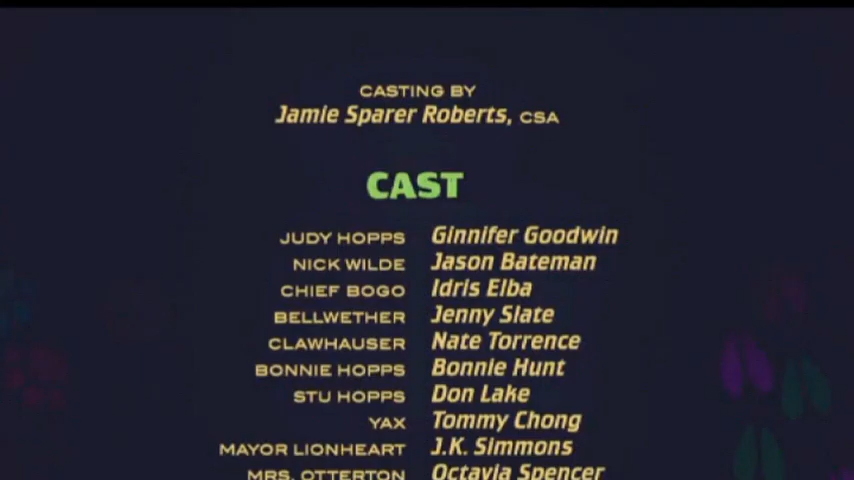 CASTING BY
Jamie Sparer Roberts, CSA
CAST
JUDY HOPPS Ginnifer Goodwin
NICK WILDE Jason Bateman
CHIEF BOGO Idris Elba
BELLWETHER Jenny Slate
CLAWHAUSER Nate Torrence
BONNIE HOPPS Bonnie Hunt
STU HOPPS Don Lake
YAX Tommy Chong
MAYOR LIONHEART J.K. Simmons
MRS. OTTERTON Octavia Spencer